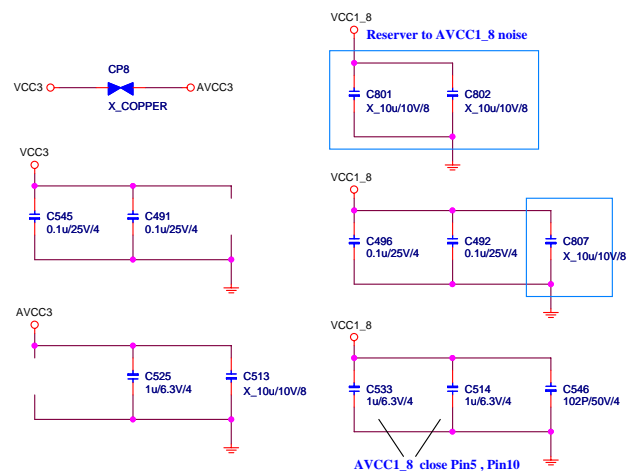 VCC1_8
Reserver to AVCC1_8 noise
CP8
VCC3
AVCC3
X_COPPER
C801
X_10u/10V/8
C802
X_10u/10V/8
VCC3
C545
0.1u/25V/4
C491
0.1u/25V/4
VCC1_8
C496
0.1u/25V/4
C492
0.1u/25V/4
C807
X_10u/10V/8
AVCC3
C525
1u/6.3V/4
C513
X_10u/10V/8
VCC1_8
C533
1u/6.3V/4
C514
1u/6.3V/4
C546
102P/50V/4
AVCC1_8 close Pin5 , Pin10